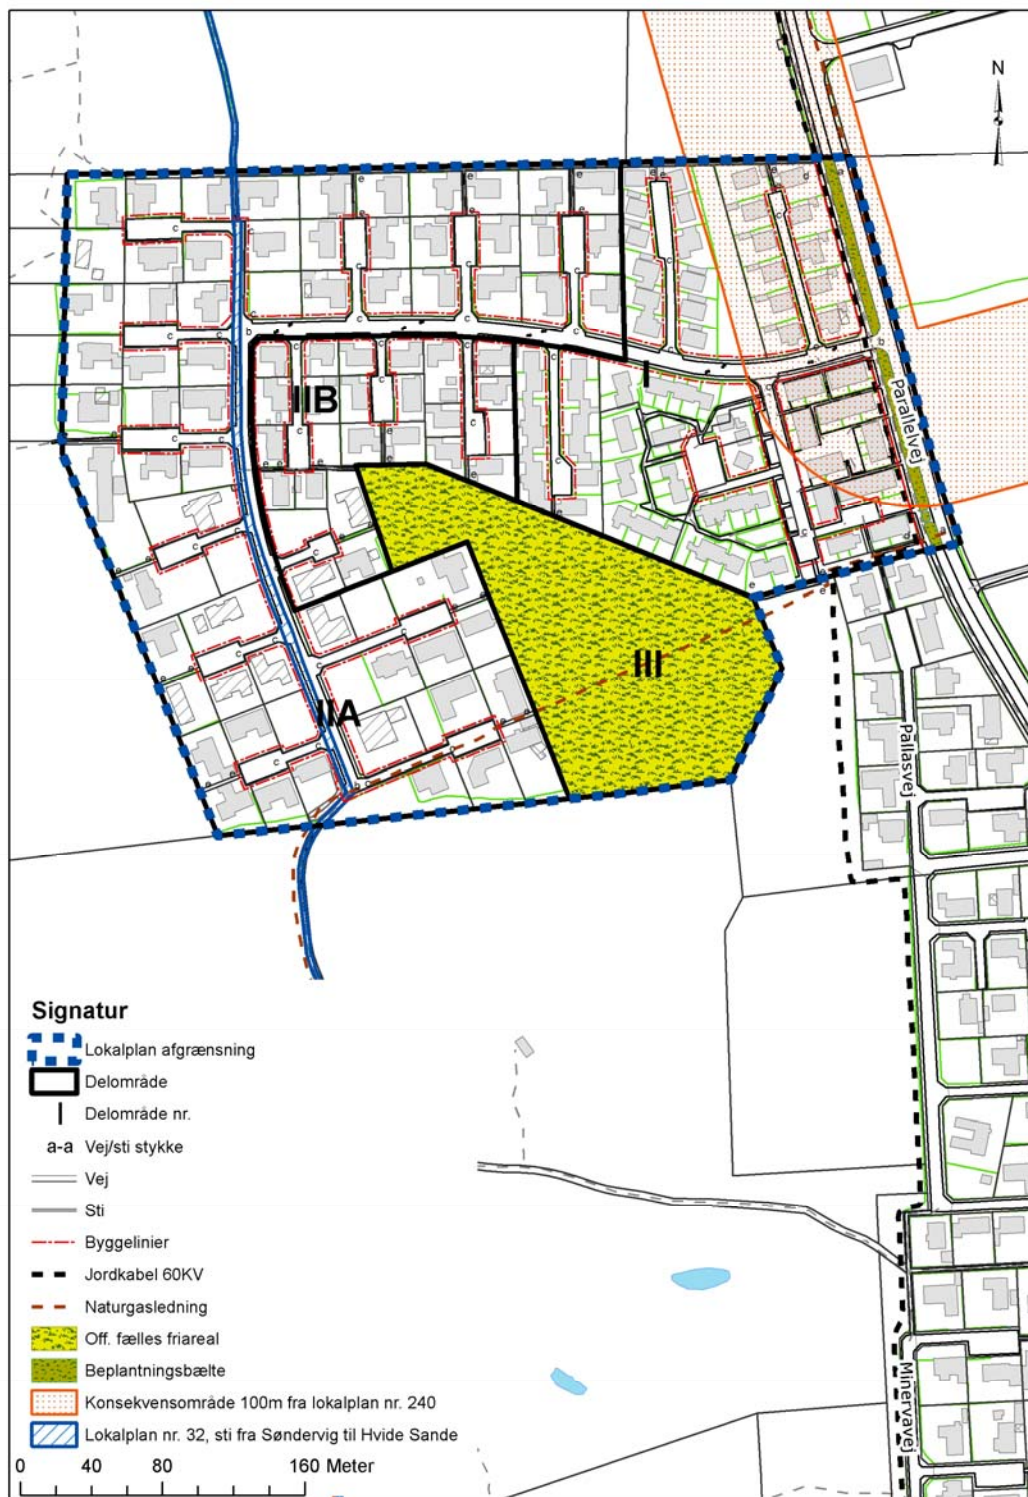 N
Parallelvej
I
IIB
III
IIA
Pallasvej
Minervavej
Signatur
Lokalplan afgrænsning
Delområde
I Delområde nr.
a-a Vej/sti stykke
Vej
Sti
Byggelinier
Jordkabel 60KV
Naturgasledning
Off. fælles friareal
Beplantningsbælte
Konsekvensområde 100m fra lokalplan nr. 240
Lokalplan nr. 32, sti fra Søndervig til Hvide Sande
0 40 80 160 Meter